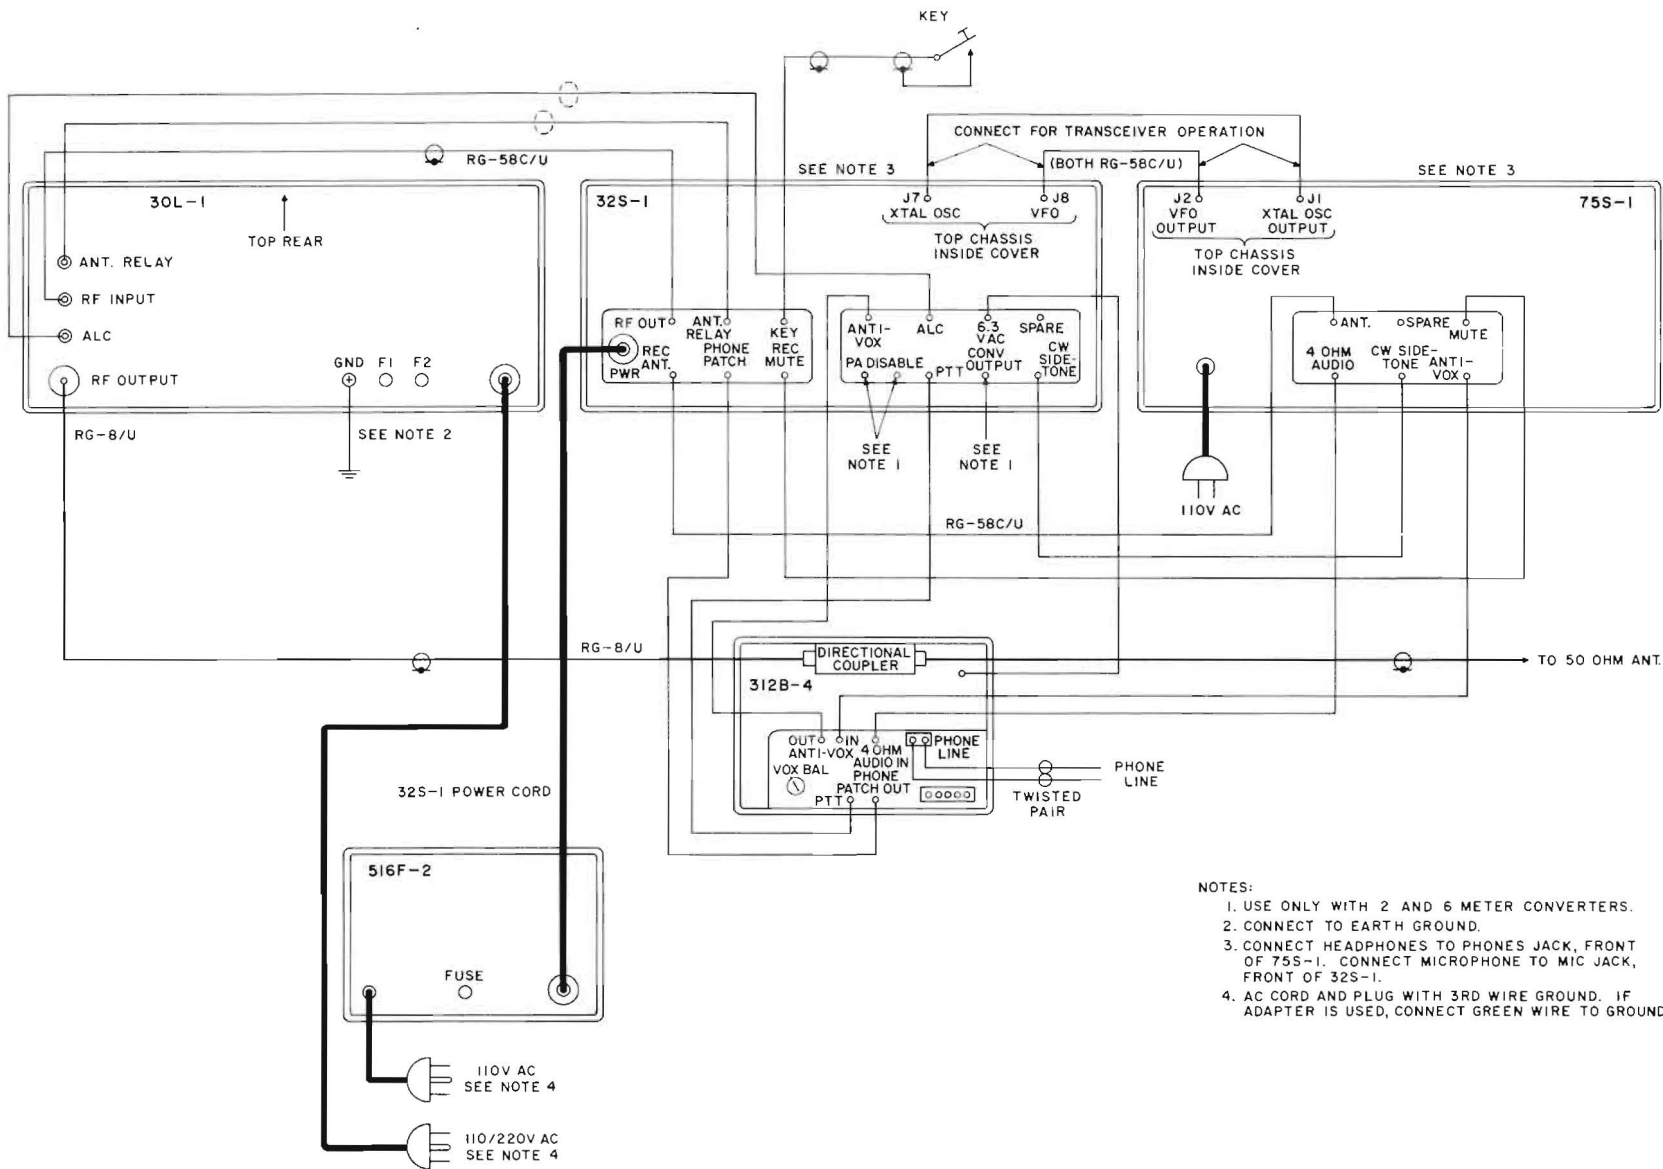 KEY
CONNECT FOR TRANSCEIVER OPERATION
(BOTH RG-58C/U)
RG-58C/U
SEE NOTE 3
SEE NOTE 3
30L-1
TOP REAR
ANT. RELAY
RF INPUT
ALC
RF OUTPUT
GND
F1
F2
RG-8/U
SEE NOTE 2
32S-1
J7
XTAL OSC
J8
VFO
TOP CHASSIS
INSIDE COVER
RF OUT
ANT.
RELAY
KEY
REC
ANT.
PWR
PHONE
PATCH
REC
MUTE
ANTI-
VOX
ALC
6.3
VAC
SPARE
PA DISABLE
PTT
CONV
OUTPUT
CW
SIDE-
TONE
SEE
NOTE 1
SEE
NOTE 1
75S-1
J2
VFO
OUTPUT
J1
XTAL OSC
OUTPUT
TOP CHASSIS
INSIDE COVER
ANT.
SPARE
MUTE
4 OHM
AUDIO
CW SIDE-
TONE
ANTI-
VOX
110V AC
RG-58C/U
RG-8/U
DIRECTIONAL
COUPLER
TO 50 OHM ANT.
312B-4
OUT
IN
ANTI-VOX
4 OHM
AUDIO IN
PHONE
LINE
VOX BAL
PHONE
PATCH OUT
PTT
PHONE
LINE
TWISTED
PAIR
32S-1 POWER CORD
516F-2
FUSE
110V AC
SEE NOTE 4
110/220V AC
SEE NOTE 4
NOTES:
1. USE ONLY WITH 2 AND 6 METER CONVERTERS.
2. CONNECT TO EARTH GROUND.
3. CONNECT HEADPHONES TO PHONES JACK, FRONT
OF 75S-1. CONNECT MICROPHONE TO MIC JACK,
FRONT OF 32S-1.
4. AC CORD AND PLUG WITH 3RD WIRE GROUND. IF
ADAPTER IS USED, CONNECT GREEN WIRE TO GROUND